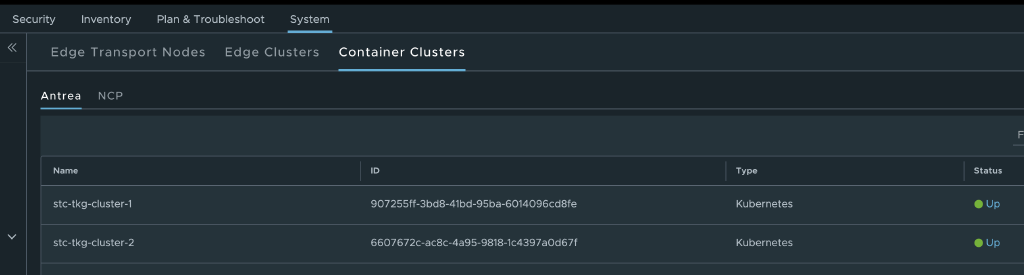 Security Inventory Plan & Troubleshoot System
Edge Transport Nodes Edge Clusters Container Clusters
Antrea NCP
Name ID Type Status
stc-tkg-cluster-1 907255ff-3bd8-41bd-95ba-6014096cd8fe Kubernetes Up
stc-tkg-cluster-2 6607672c-ac8c-4a95-9818-1c4397a0d67f Kubernetes Up